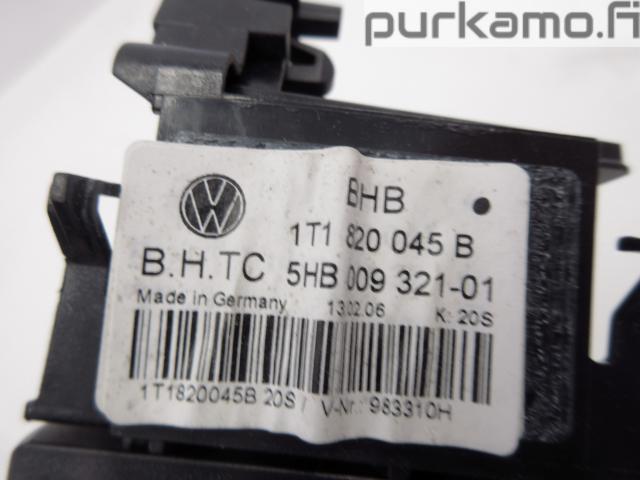 purkamo.fi
BHB
1T1 820 045 B
B.H.TC 5HB 009 321-01
Made in Germany 13.02.06 K: 20S
1T1820045B 20S / V-Nr.: 983310H